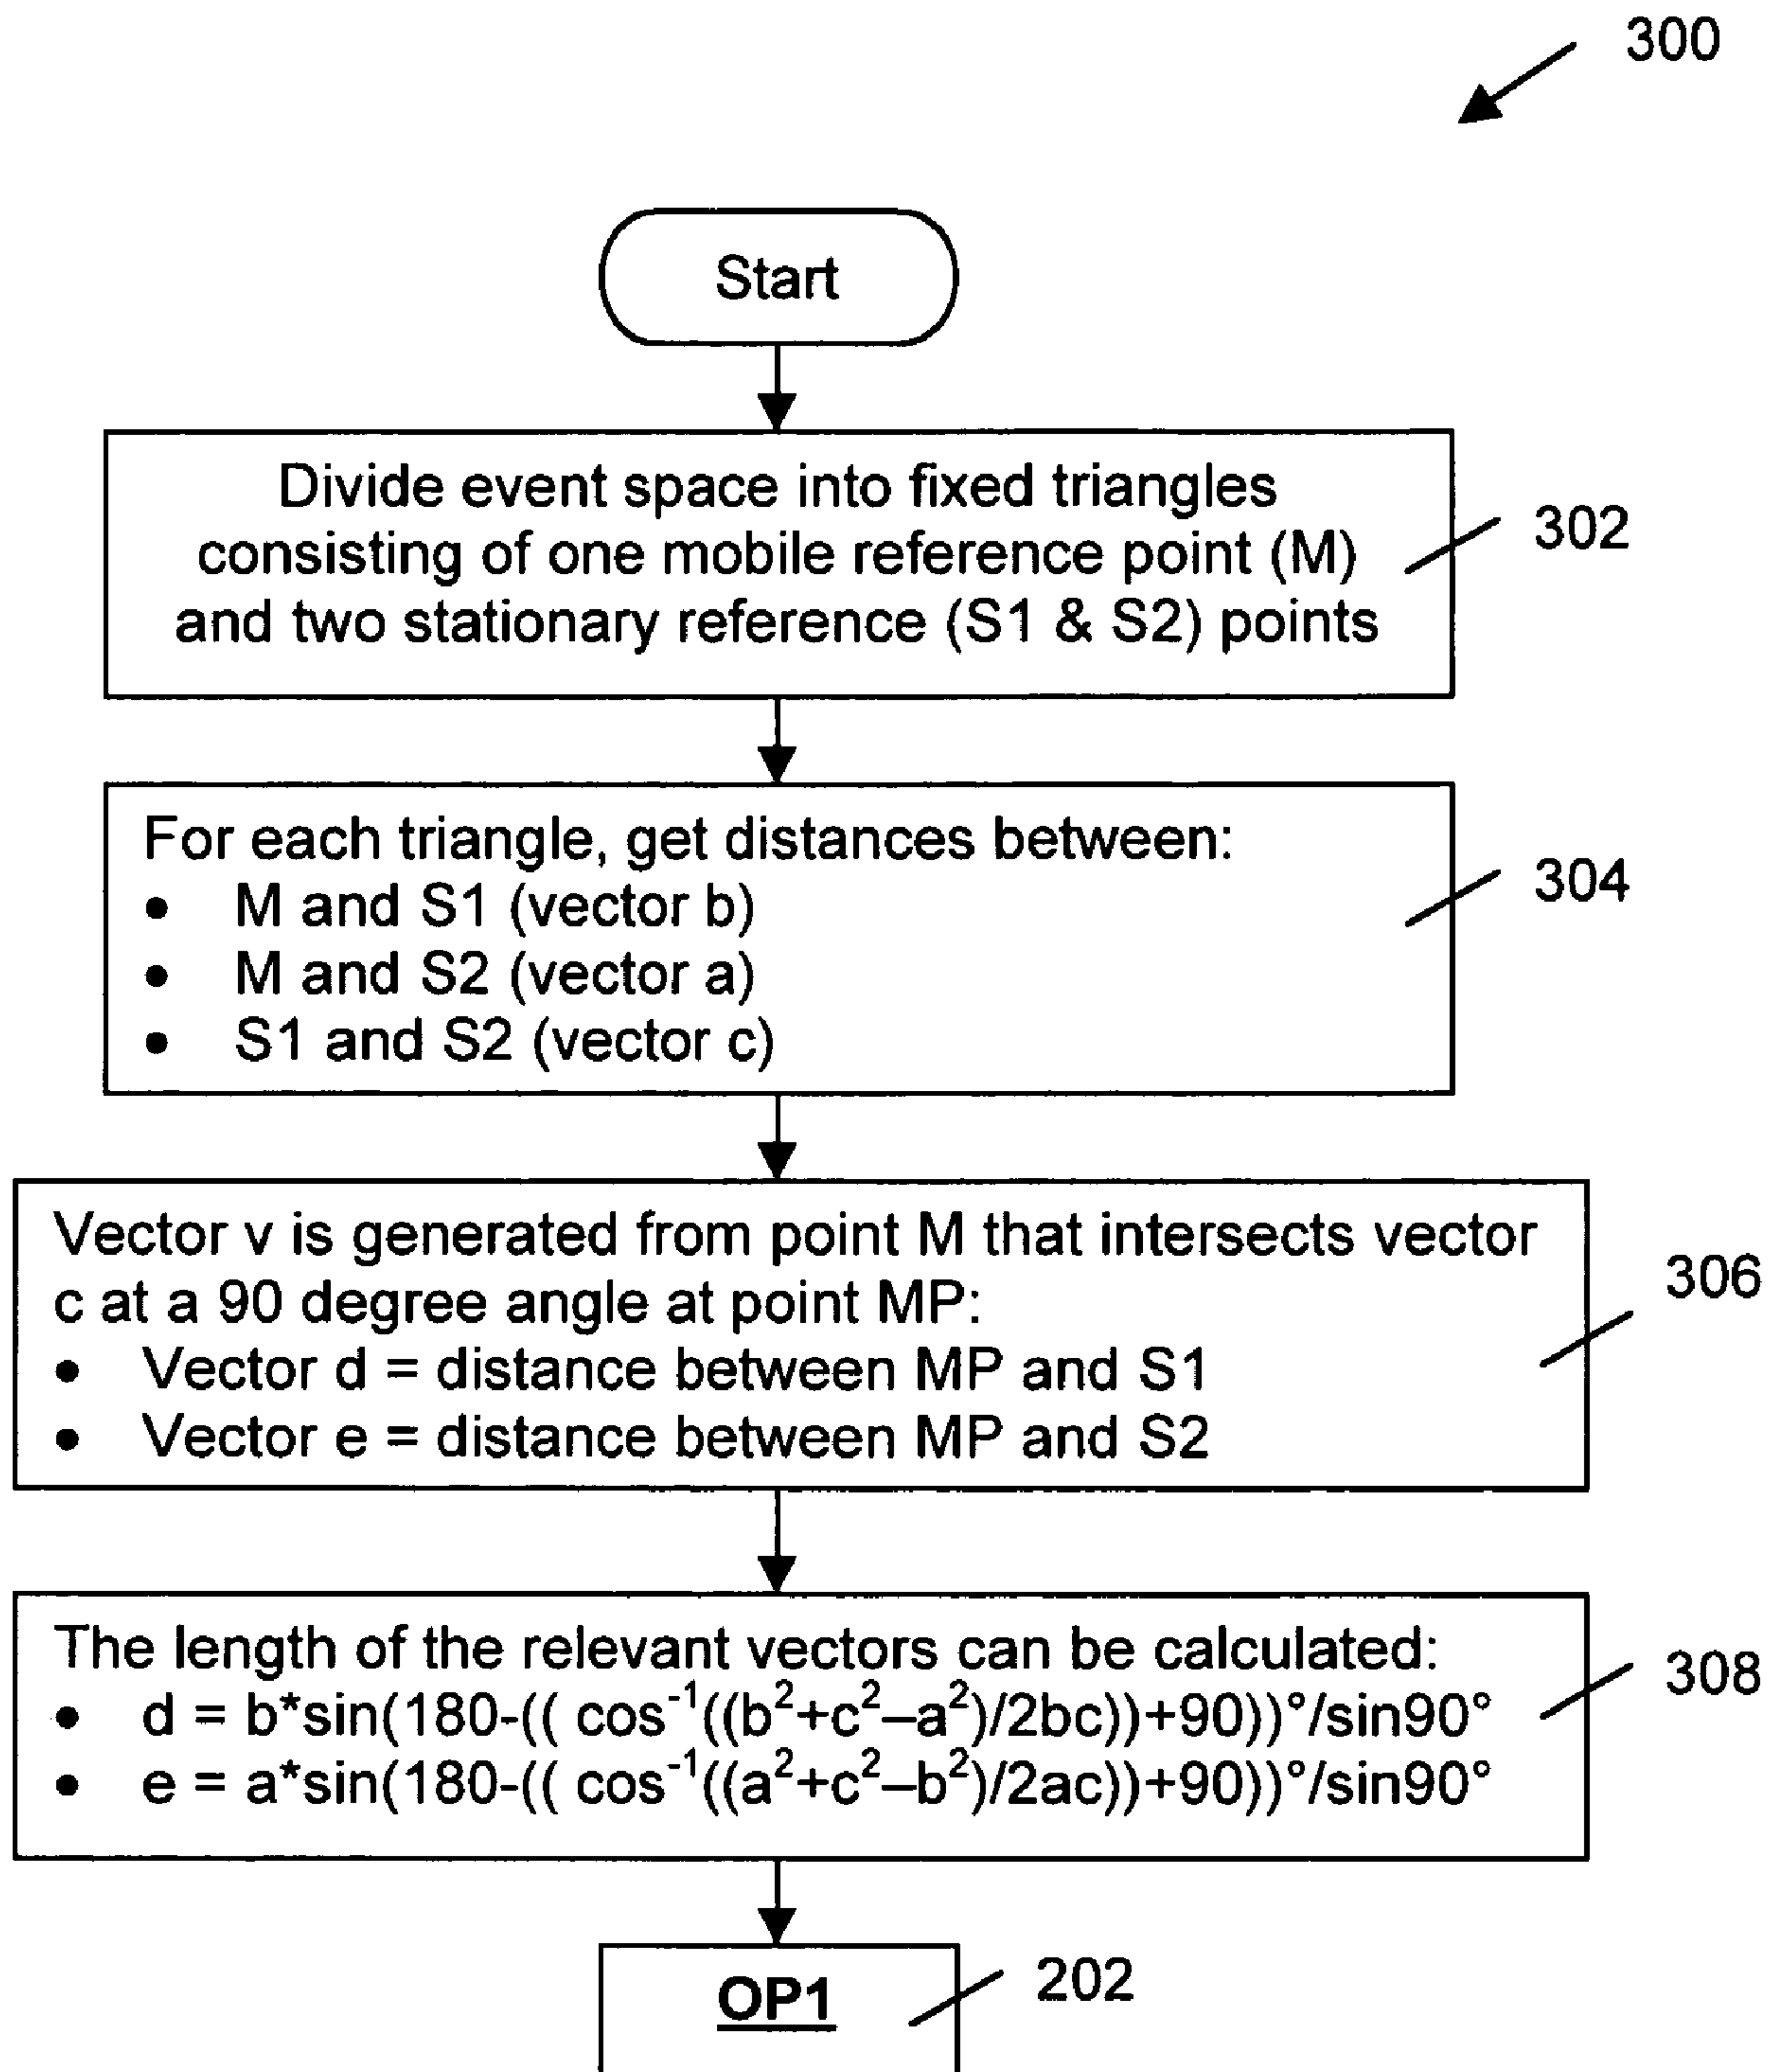 300
Start
Divide event space into fixed triangles
consisting of one mobile reference point (M)
and two stationary reference (S1 & S2) points
302
For each triangle, get distances between:
• M and S1 (vector b)
• M and S2 (vector a)
• S1 and S2 (vector c)
304
Vector v is generated from point M that intersects vector
c at a 90 degree angle at point MP:
• Vector d = distance between MP and S1
• Vector e = distance between MP and S2
306
The length of the relevant vectors can be calculated:
• d = b*sin(180-(( cos⁻¹((b²+c²–a²)/2bc))+90))°/sin90°
• e = a*sin(180-(( cos⁻¹((a²+c²–b²)/2ac))+90))°/sin90°
308
OP1
202